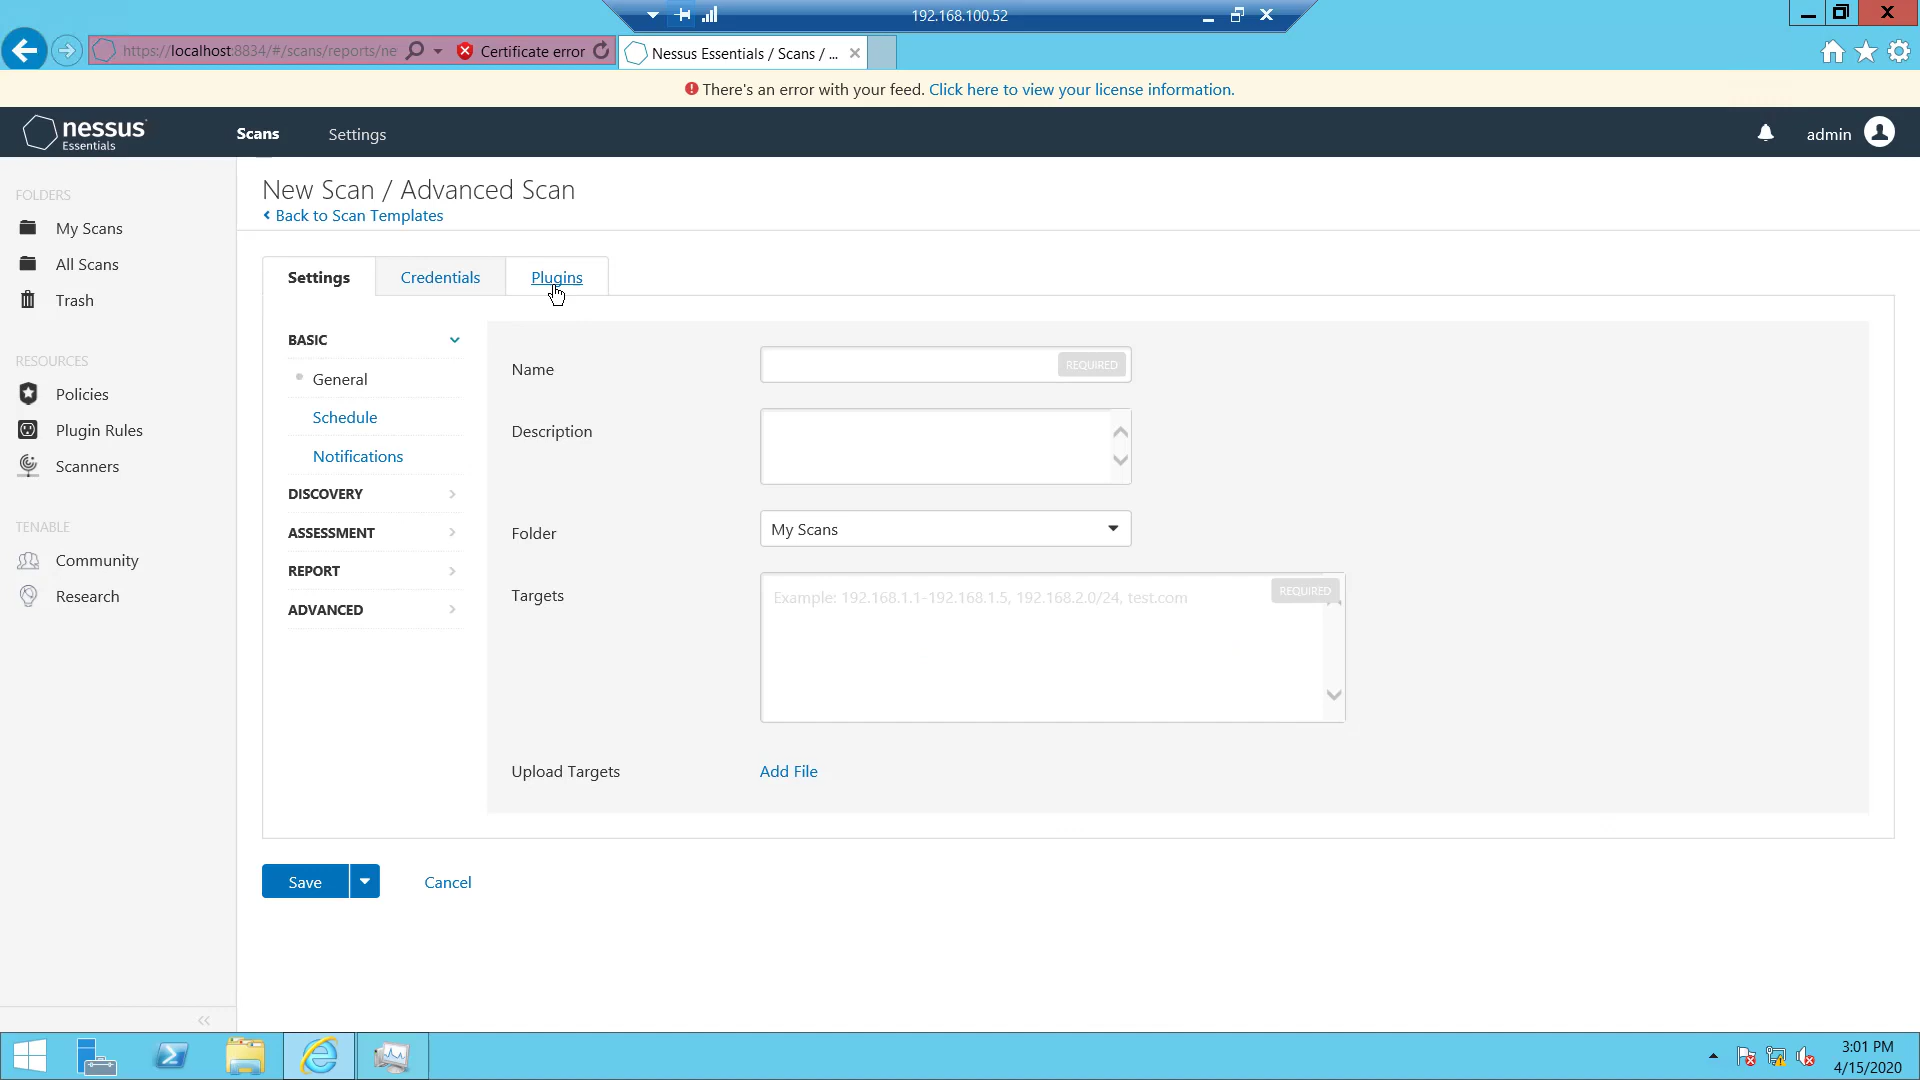 192.168.100.52
https://localhost:8834/#/scans/reports/ne
Certificate error
Nessus Essentials / Scans / ...
There's an error with your feed. Click here to view your license information.
nessus
Essentials
Scans
Settings
admin
FOLDERS
My Scans
All Scans
Trash
RESOURCES
Policies
Plugin Rules
Scanners
TENABLE
Community
Research
New Scan / Advanced Scan
Back to Scan Templates
Settings
Credentials
Plugins
BASIC
General
Schedule
Notifications
DISCOVERY
ASSESSMENT
REPORT
ADVANCED
Name
REQUIRED
Description
Folder
My Scans
Targets
Example: 192.168.1.1-192.168.1.5, 192.168.2.0/24, test.com
REQUIRED
Upload Targets
Add File
Save
Cancel
3:01 PM
4/15/2020